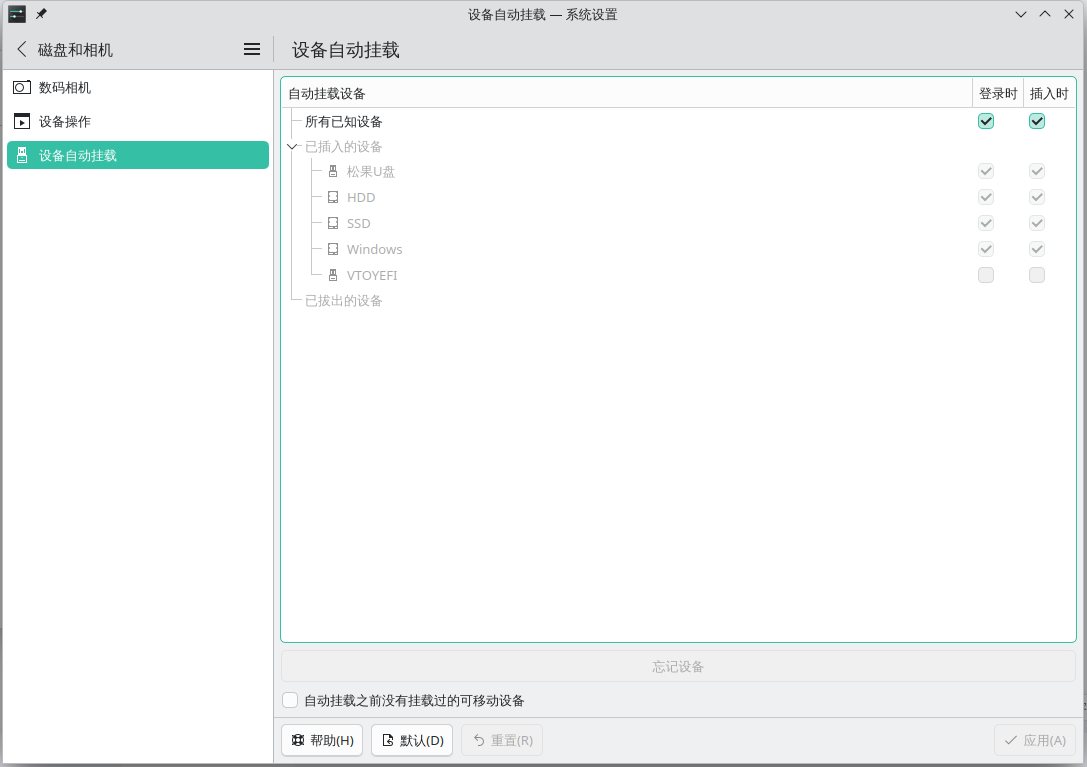 设备自动挂载 — 系统设置
磁盘和相机
设备自动挂载
数码相机
设备操作
设备自动挂载
自动挂载设备 登录时 插入时
所有已知设备
已插入的设备
松果U盘
HDD
SSD
Windows
VTOYEFI
已拔出的设备
忘记设备
自动挂载之前没有挂载过的可移动设备
帮助(H) 默认(D) 重置(R) 应用(A)